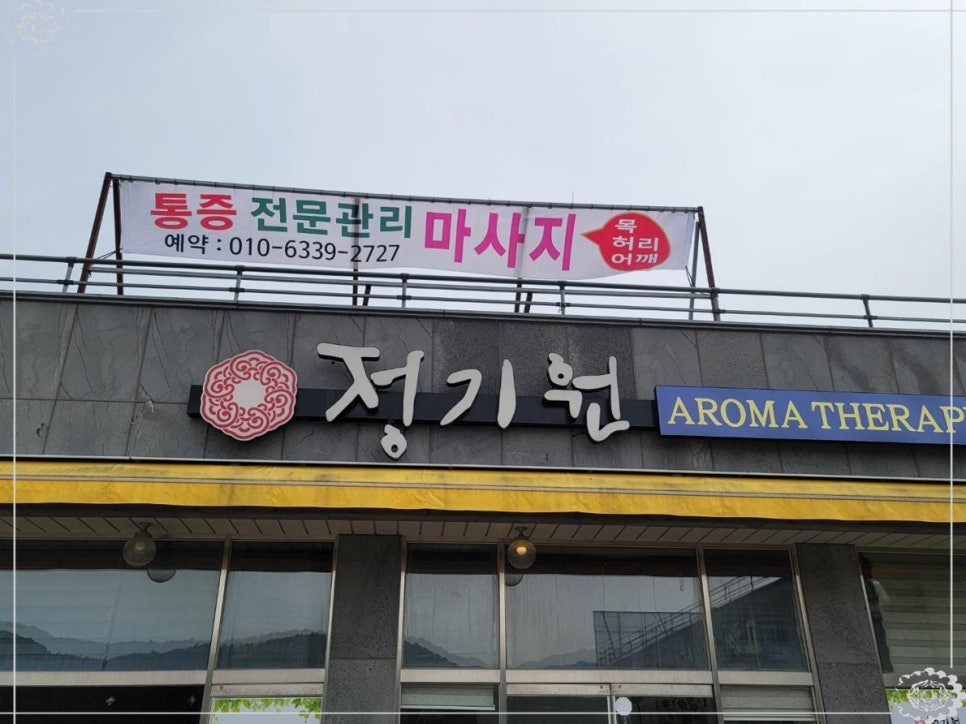 통증 전문관리 마사지
예약 : 010-6339-2727
목
허리
어깨
정기원
AROMA THERAP